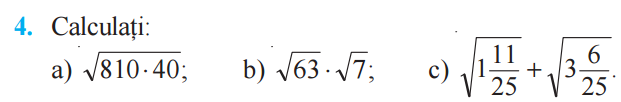 4. Calculați:
a) √(810·40); b) √63·√7; c) √(1 11/25) + √(3 6/25).